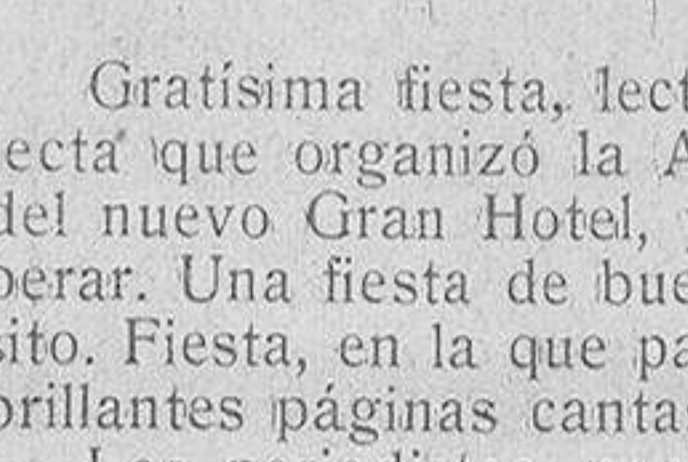 Gratísima fiesta, lect
ecta que organizó la A
del nuevo Gran Hotel,
perar. Una fiesta de bue
sito. Fiesta, en la que pa
brillantes páginas canta